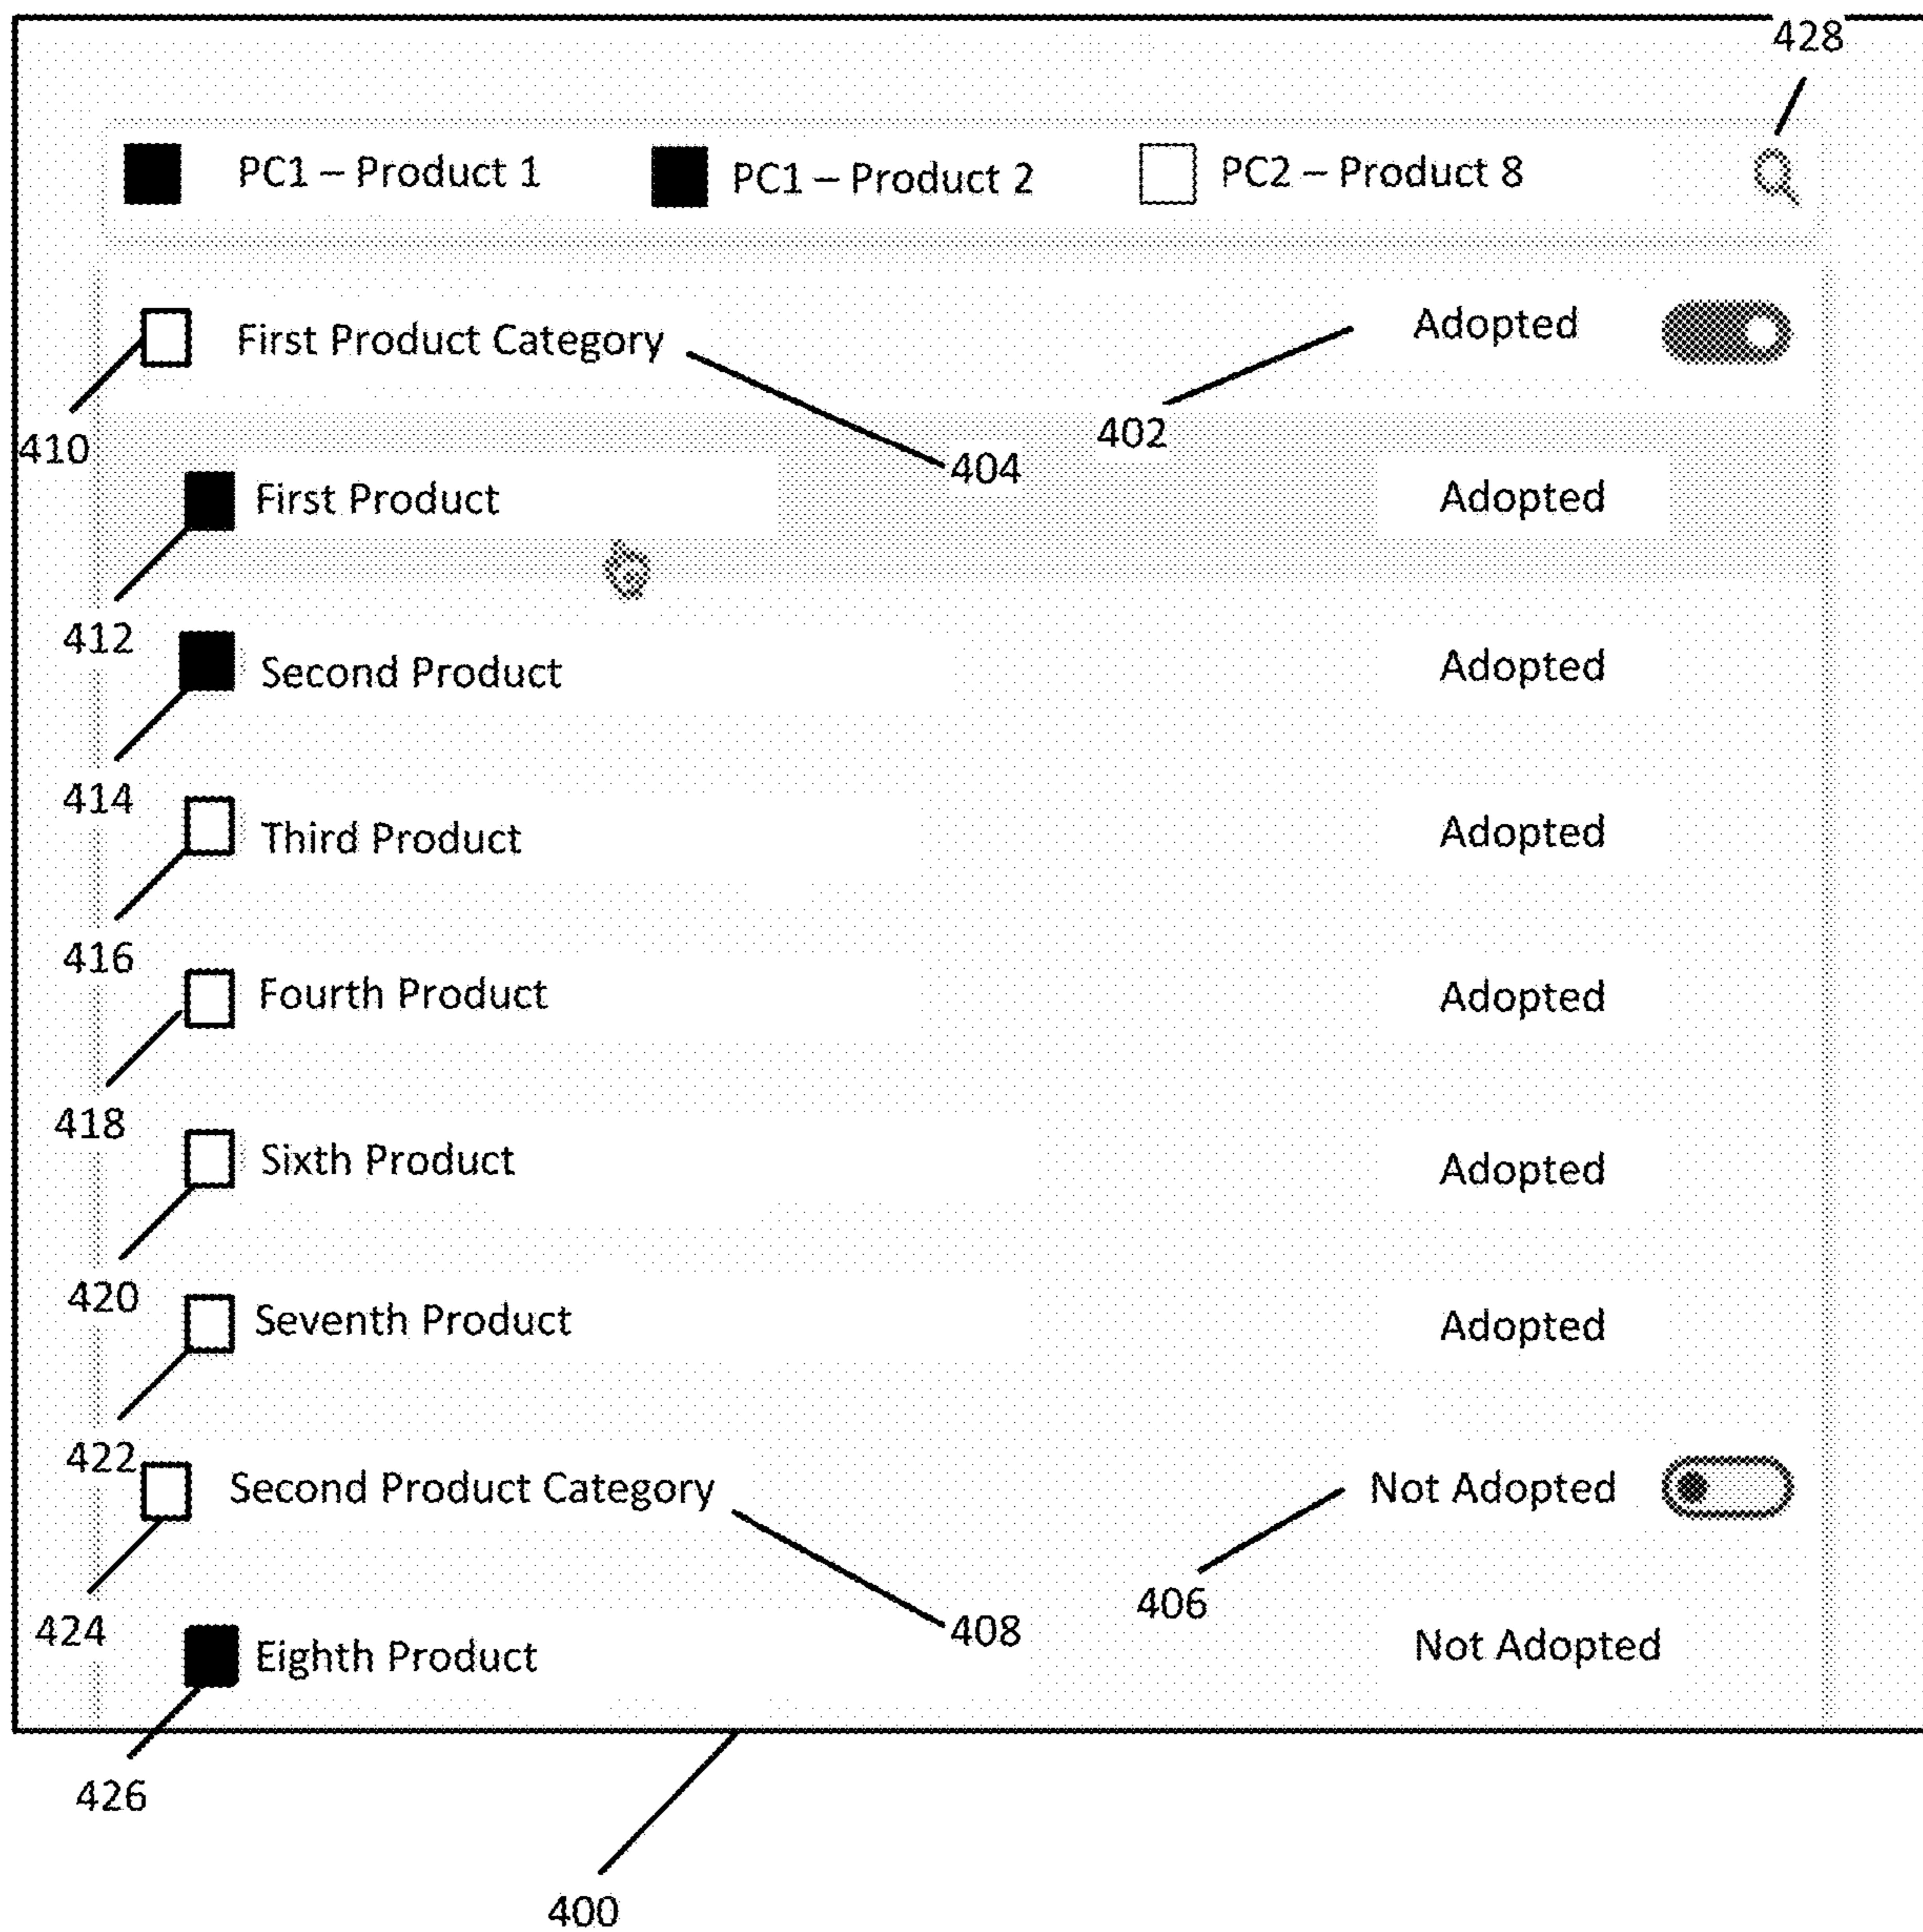 428
PC1 – Product 1 PC1 – Product 2 PC2 – Product 8
First Product Category Adopted
410 404 402
First Product Adopted
412
Second Product Adopted
414
Third Product Adopted
416
Fourth Product Adopted
418
Sixth Product Adopted
420
Seventh Product Adopted
422
Second Product Category Not Adopted
424 408 406
Eighth Product Not Adopted
426
400